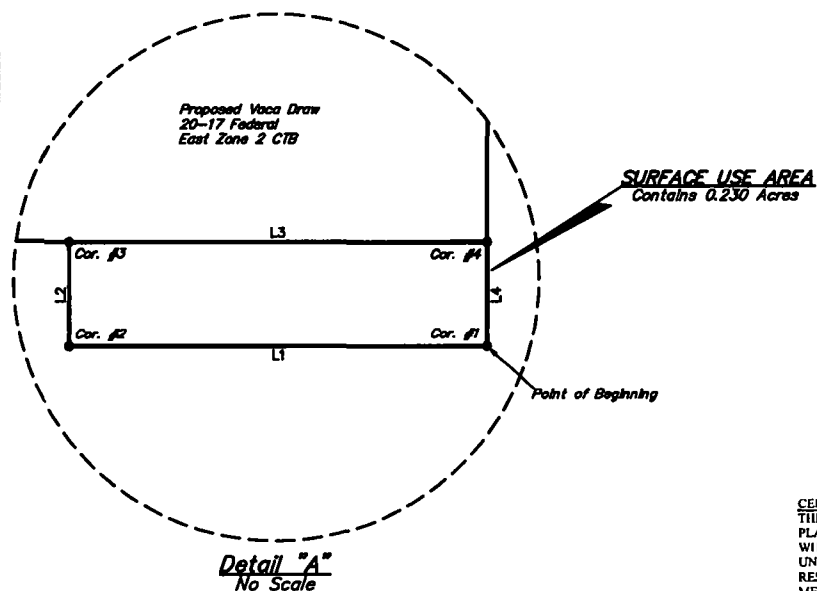 Proposed Vaca Draw
20-17 Federal
East Zone 2 CTB
SURFACE USE AREA
Contains 0.230 Acres
L3
Cor. #3
Cor. #4
L2
L4
Cor. #2
Cor. #1
L1
Point of Beginning
Detail "A"
No Scale